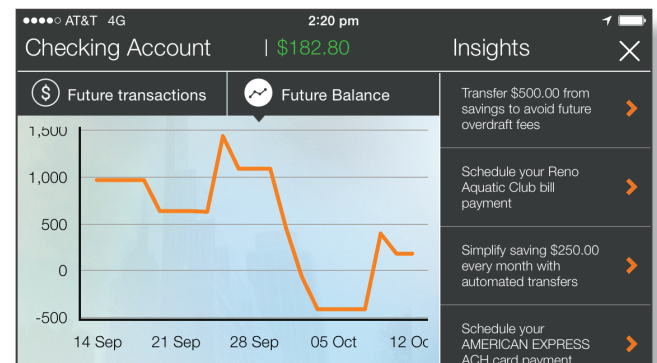 AT&T 4G 2:20 pm
Checking Account | $182.80 Insights
Future transactions Future Balance
1,500
1,000
500
0
-500
14 Sep 21 Sep 28 Sep 05 Oct 12 Oc
Transfer $500.00 from
savings to avoid future
overdraft fees
Schedule your Reno
Aquatic Club bill
payment
Simplify saving $250.00
every month with
automated transfers
Schedule your
AMERICAN EXPRESS
ACH card payment